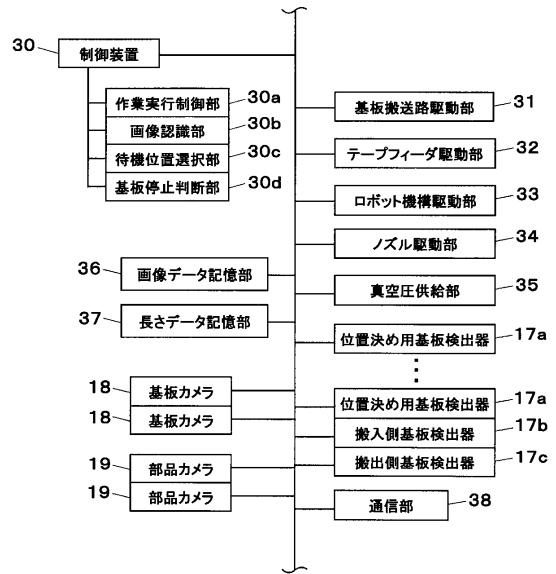 30
制御装置
作業実行制御部
30a
画像認識部
30b
待機位置選択部
30c
基板停止判断部
30d
36
画像データ記憶部
37
長さデータ記憶部
18
基板カメラ
18
基板カメラ
19
部品カメラ
19
部品カメラ
基板搬送路駆動部
31
テープフィーダ駆動部
32
ロボット機構駆動部
33
ノズル駆動部
34
真空圧供給部
35
位置決め用基板検出器
17a
位置決め用基板検出器
17a
搬入側基板検出器
17b
搬出側基板検出器
17c
通信部
38